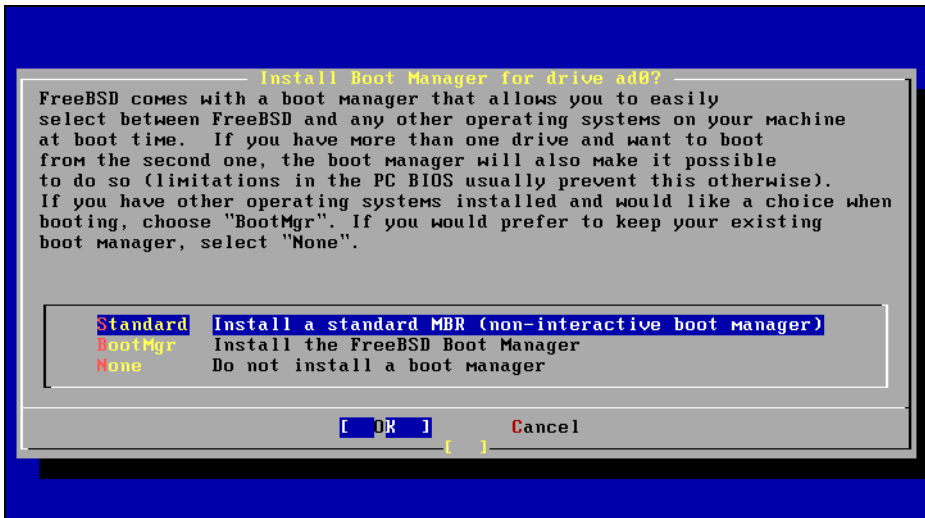 Install Boot Manager for drive ad0?
FreeBSD comes with a boot manager that allows you to easily
select between FreeBSD and any other operating systems on your machine
at boot time.  If you have more than one drive and want to boot
from the second one, the boot manager will also make it possible
to do so (limitations in the PC BIOS usually prevent this otherwise).
If you have other operating systems installed and would like a choice when
booting, choose "BootMgr". If you would prefer to keep your existing
boot manager, select "None".
Standard  Install a standard MBR (non-interactive boot manager)
BootMgr   Install the FreeBSD Boot Manager
None      Do not install a boot manager
[  OK  ]     Cancel
[  ]